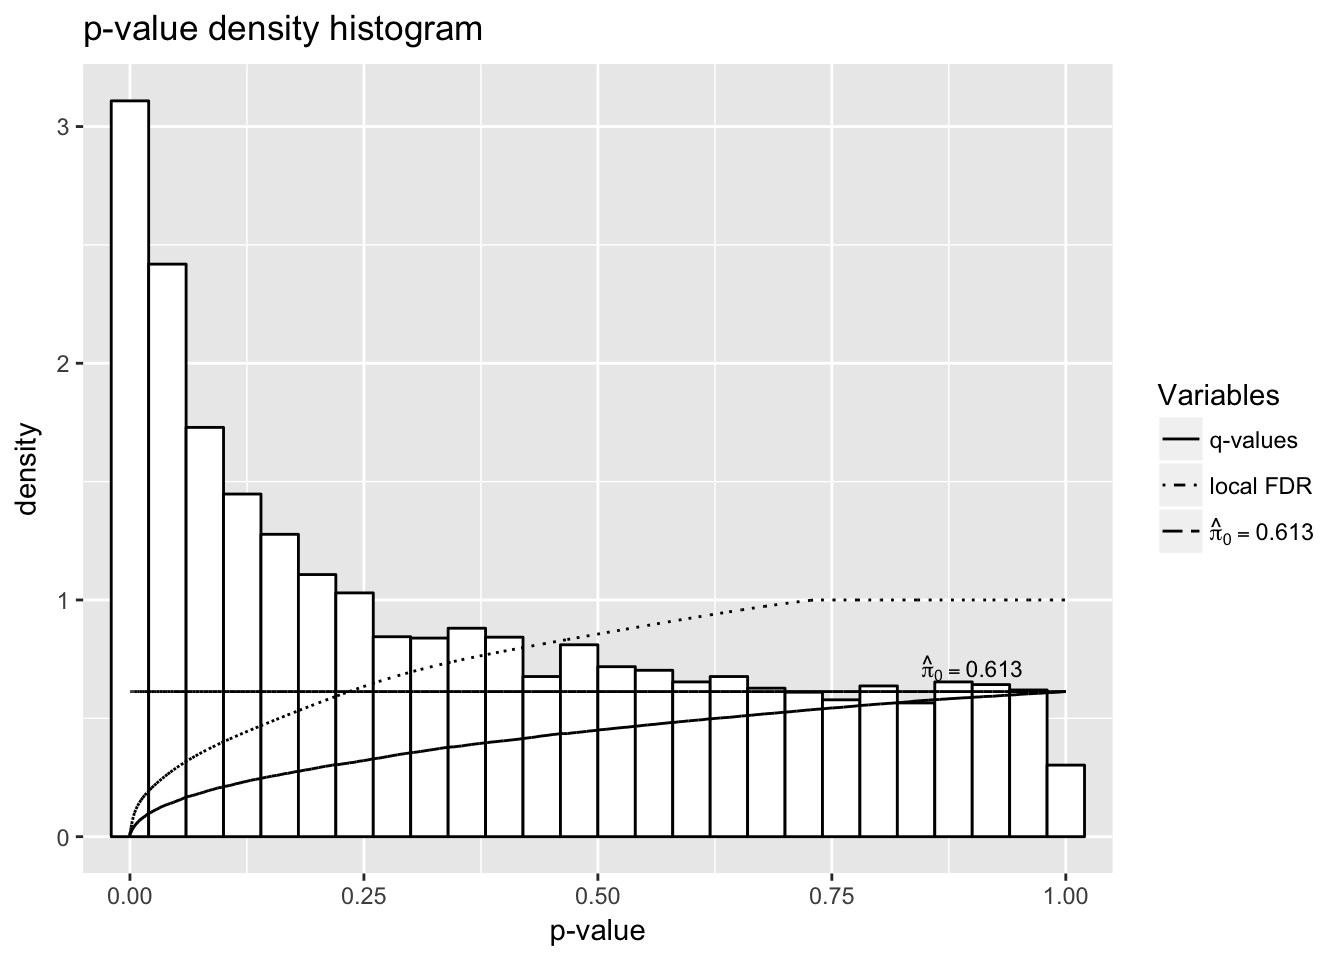 p-value density histogram
3
2
1
0
density
π̂₀ = 0.613
0.00 0.25 0.50 0.75 1.00
p-value
Variables
q-values
local FDR
π̂₀ = 0.613